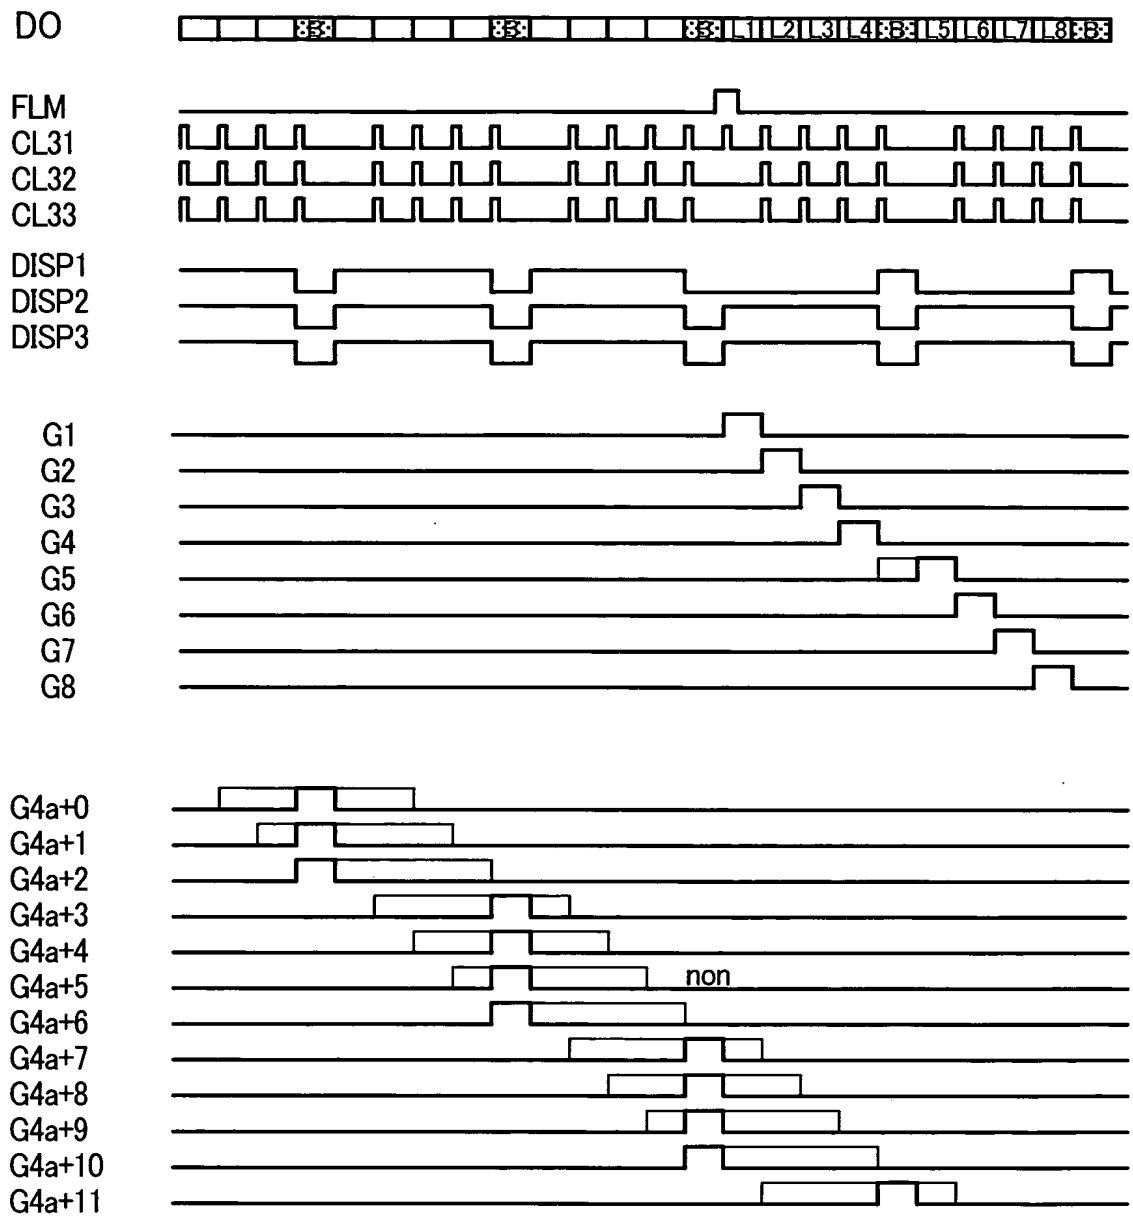 DO B B B L1 L2 L3 L4 B L5 L6 L7 L8 B
FLM
CL31
CL32
CL33
DISP1
DISP2
DISP3
G1
G2
G3
G4
G5
G6
G7
G8
G4a+0
G4a+1
G4a+2
G4a+3
G4a+4
G4a+5 non
G4a+6
G4a+7
G4a+8
G4a+9
G4a+10
G4a+11